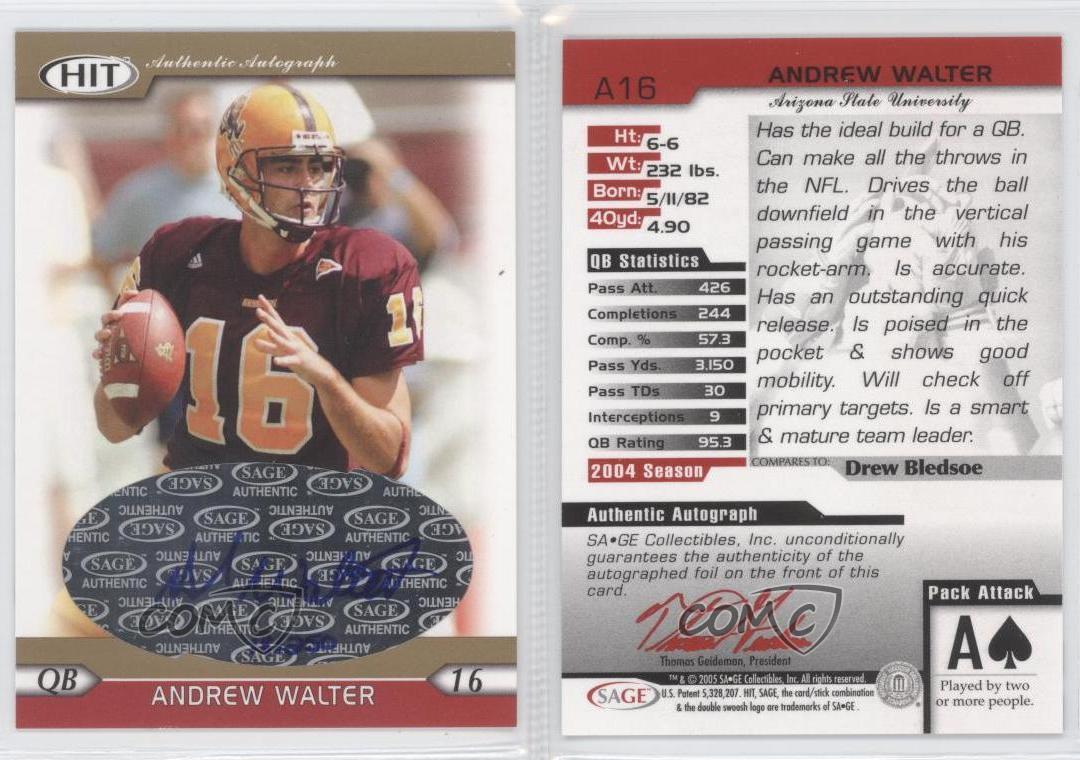 HIT™ Authentic Autograph
16
16
SAGE
AUTHENTIC
COMC
QB
ANDREW WALTER
16
A16
ANDREW WALTER
Arizona State University
Ht: 6-6
Wt: 232 lbs.
Born: 5/11/82
40yd: 4.90
QB Statistics
Pass Att. 426
Completions 244
Comp. % 57.3
Pass Yds. 3.150
Pass TDs 30
Interceptions 9
QB Rating 95.3
2004 Season
Has the ideal build for a QB.
Can make all the throws in
the NFL. Drives the ball
downfield in the vertical
passing game with his
rocket-arm. Is accurate.
Has an outstanding quick
release. Is poised in the
pocket & shows good
mobility. Will check off
primary targets. Is a smart
& mature team leader.
COMPARES TO: Drew Bledsoe
Authentic Autograph
SA•GE Collectibles, Inc. unconditionally
guarantees the authenticity of the
autographed foil on the front of this
card.
COMC
Thomas Geideman, President
SAGE™
™ & © 2005 SA•GE Collectibles, Inc. All rights reserved.
U.S. Patent 5,328,207. HIT, SAGE, the card/stick combination
& the double swoosh logo are trademarks of SA•GE.
Pack Attack
A♠
Played by two
or more people.